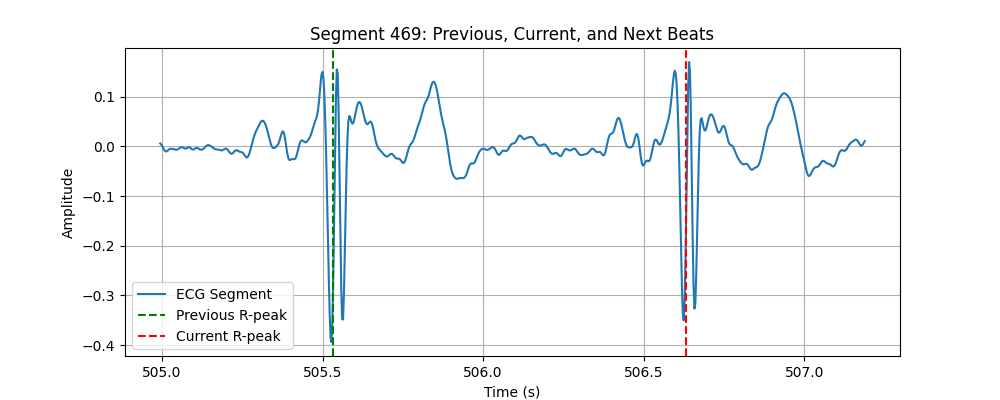 Segment 469: Previous, Current, and Next Beats
Amplitude
0.1
0.0
−0.1
−0.2
−0.3
−0.4
ECG Segment
Previous R-peak
Current R-peak
505.0
505.5
506.0
506.5
507.0
Time (s)